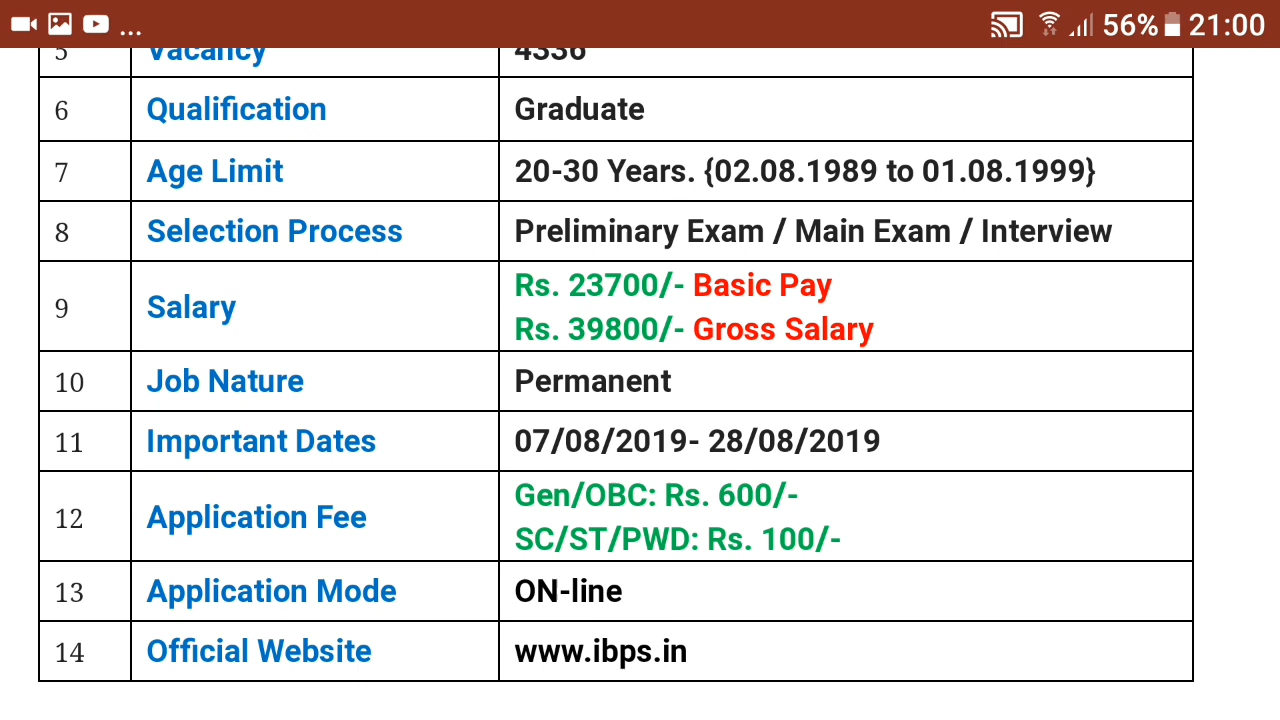 ... 56% 21:00
5 Vacancy 4336
6 Qualification Graduate
7 Age Limit 20-30 Years. {02.08.1989 to 01.08.1999}
8 Selection Process Preliminary Exam / Main Exam / Interview
9 Salary Rs. 23700/- Basic Pay
Rs. 39800/- Gross Salary
10 Job Nature Permanent
11 Important Dates 07/08/2019- 28/08/2019
12 Application Fee Gen/OBC: Rs. 600/-
SC/ST/PWD: Rs. 100/-
13 Application Mode ON-line
14 Official Website www.ibps.in